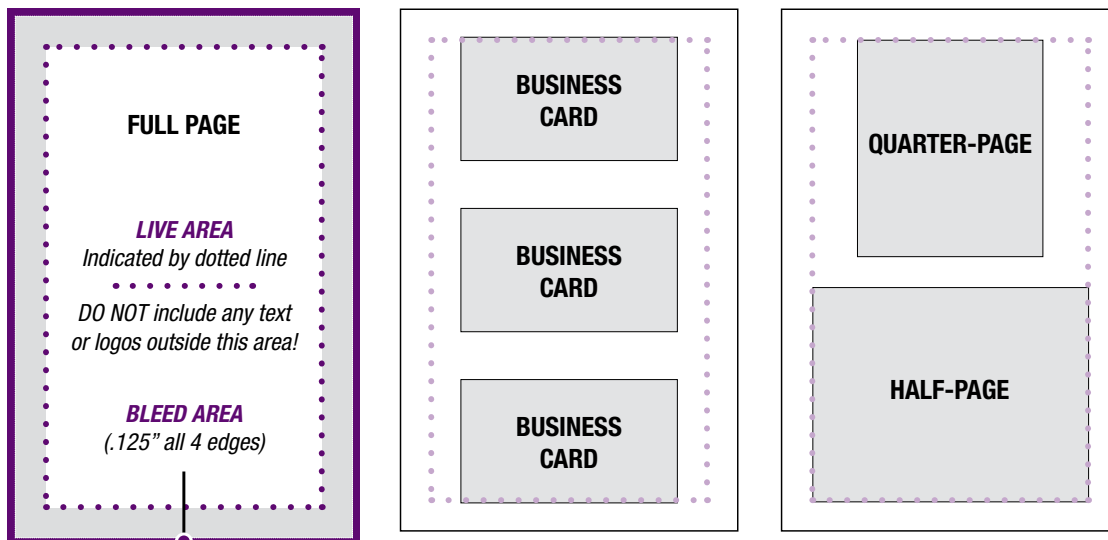 FULL PAGE
LIVE AREA
Indicated by dotted line
DO NOT include any text
or logos outside this area!
BLEED AREA
(.125” all 4 edges)
BUSINESS
CARD
BUSINESS
CARD
BUSINESS
CARD
QUARTER-PAGE
HALF-PAGE